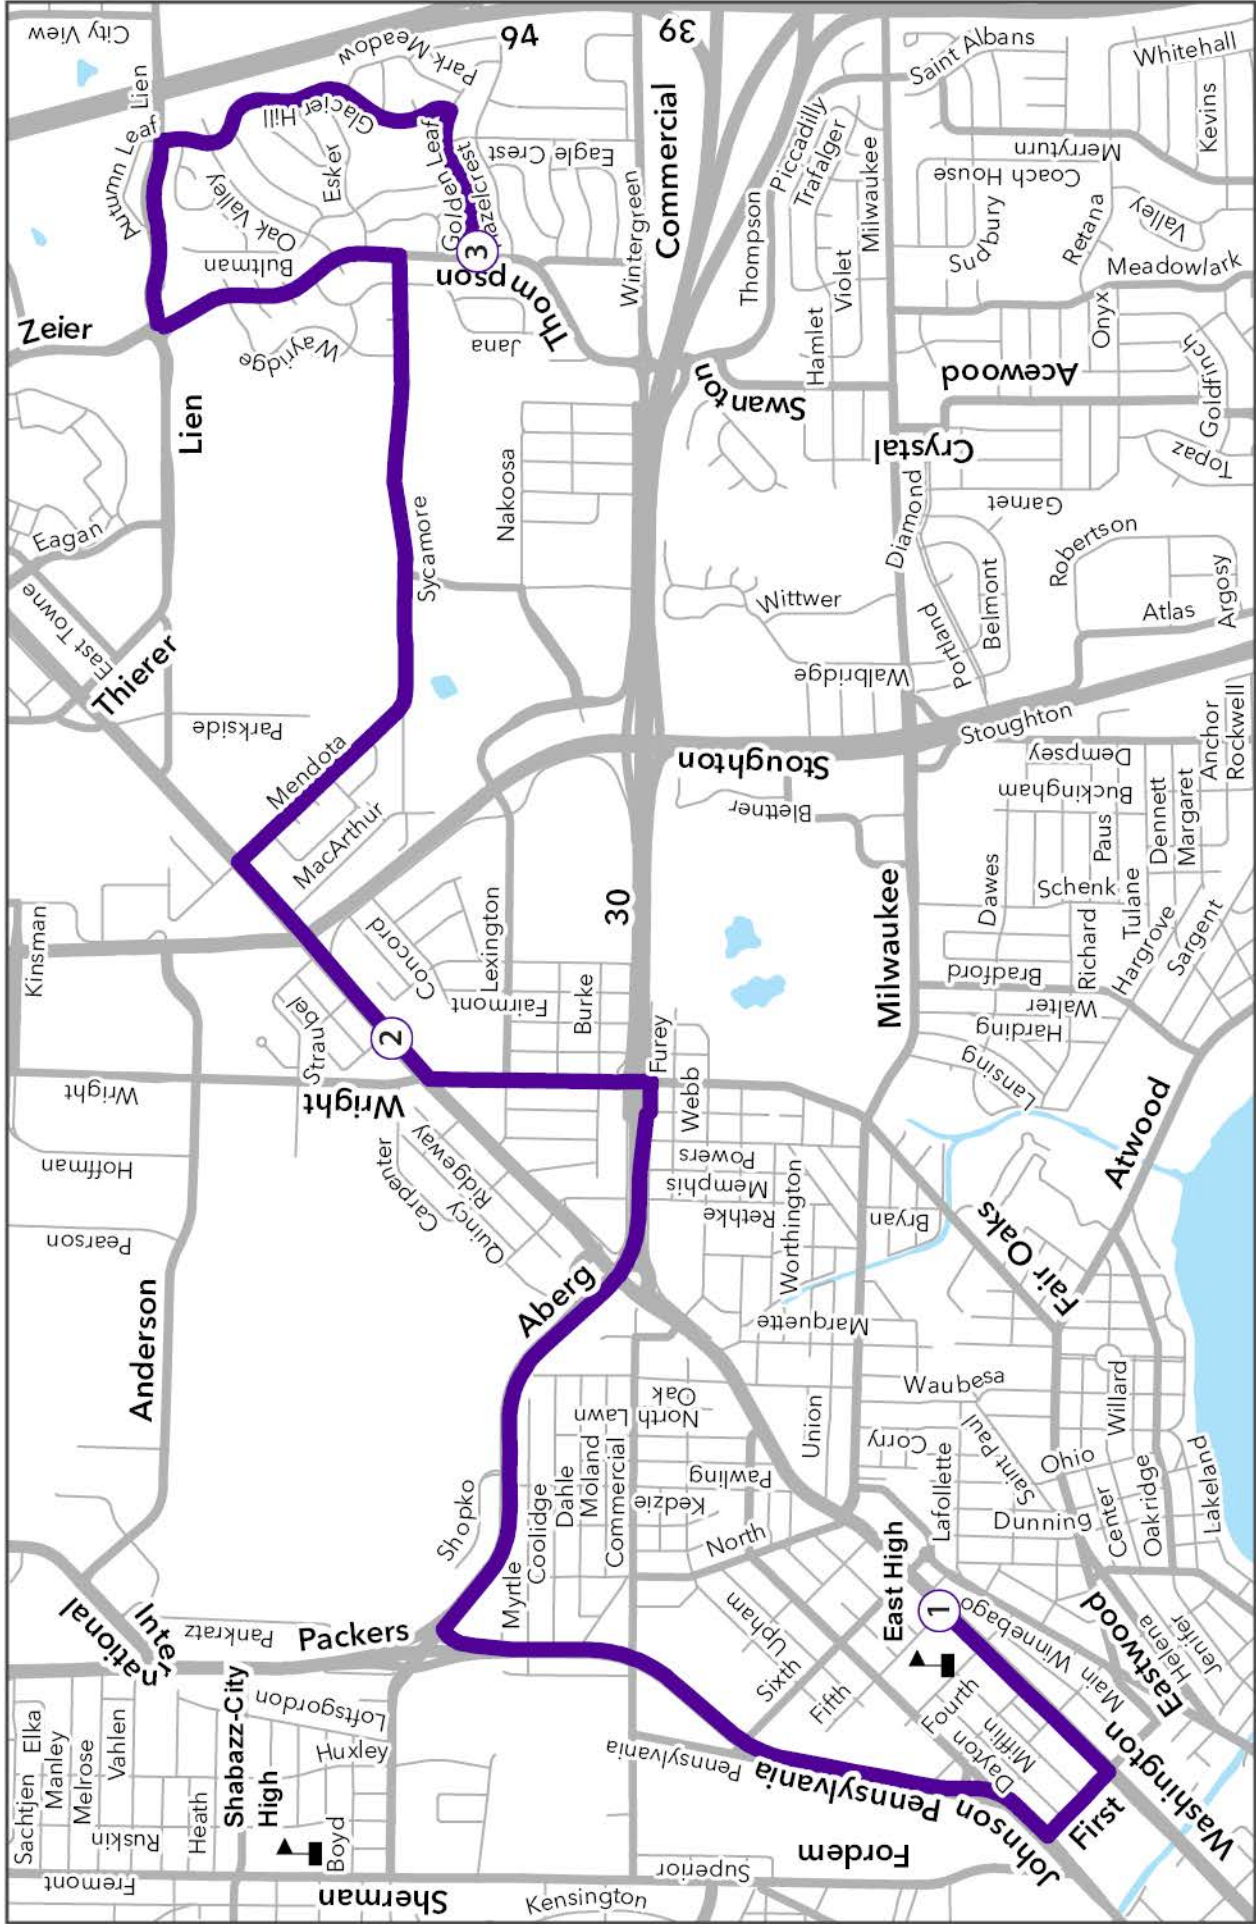 City View
Lien
Autumn Leaf
Park Meadow
94
39
Saint Albans
Whitehall
Glacier Hill
Golden Leaf
Hazelcrest
Eagle Crest
Esker
Oak Valley
Bultman
Commercial
Piccadilly
Trafalger
Milwaukee
Merryturn
Kevins
Coach House
Retana
Valley
Sudbury
Wintergreen
Thompson
Violet
Hamlet
Meadowlark
Onyx
3
Thompson
Jana
Zeier
Wayridge
Lien
Swanton
Acewood
Goldfinch
Topaz
Crystal
Diamond
Garnet
Nakoosa
Sycamore
Eagan
East Towne
Thierer
Parkside
Mendota
MacArthur
Wittwer
Walbridge
Portland
Belmont
Robertson
Argosy
Atlas
Stoughton
Stoughton
Blettner
Dempsey
Buckingham
Anchor
Rockwell
Dennett
Margaret
Paus
Schenk
Tulane
Dawes
Richard
Hargrove
Sargent
Bradford
Walter
Harding
Lansing
Milwaukee
30
Kinsman
Lexington
Concord
Fairmont
Burke
2
Straubel
Wright
Wright
Furey
Webb
Hoffman
Pearson
Anderson
Carpenter
Ridgeway
Quincy
Powers
Memphis
Rethke
Worthington
Bryan
Marquette
Atwood
Fair Oaks
Aberg
Oak
North Lawn
Waubesa
Willard
Union
Corry
Saint Paul
Ohio
Lafollette
Dunning
Center
Oakridge
Lakeland
Shopko
Myrtle
Coolidge
Dahle
Moland
Commercial
Kedzie
Pawling
North
East High
1
Winnebago
Main
Eastwood
Helena
Jenifer
International
Pankratz
Packers
Upham
Sixth
Fifth
Fourth
Mifflin
Dayton
Washington
First
Johnson
Pennsylvania
Pennsylvania
Fordem
Superior
Shabazz-City
High
Loftsgordon
Huxley
Elka
Sachtjen
Manley
Melrose
Vahlen
Ruskin
Heath
Boyd
Fremont
Sherman
Kensington